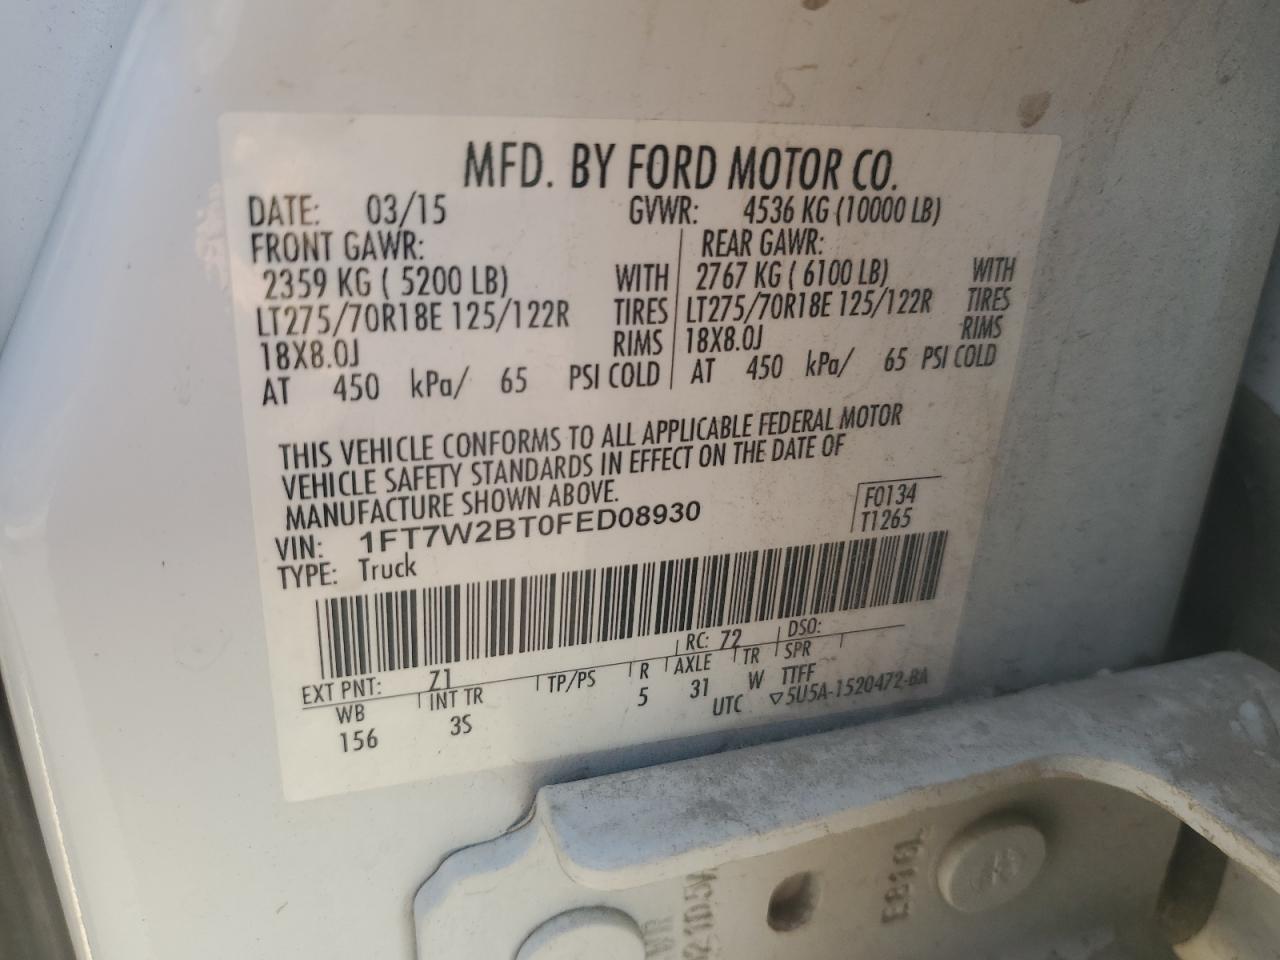 MFD. BY FORD MOTOR CO.
DATE: 03/15 GVWR: 4536 KG (10000 LB)
FRONT GAWR: REAR GAWR:
2359 KG ( 5200 LB) WITH 2767 KG ( 6100 LB) WITH
LT275/70R18E 125/122R TIRES LT275/70R18E 125/122R TIRES
18X8.0J RIMS 18X8.0J RIMS
AT 450 kPa/ 65 PSI COLD AT 450 kPa/ 65 PSI COLD
THIS VEHICLE CONFORMS TO ALL APPLICABLE FEDERAL MOTOR
VEHICLE SAFETY STANDARDS IN EFFECT ON THE DATE OF
MANUFACTURE SHOWN ABOVE.
VIN: 1FT7W2BT0FED08930 F0134
TYPE: Truck T1265
EXT PNT: Z1 RC: 72 DSO:
WB INT TR TP/PS R AXLE TR SPR
156 3S 5 31 W TTFF
UTC ▽5U5A-1520472-BA
E816L